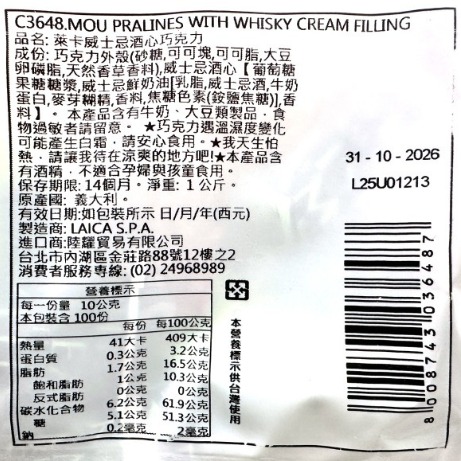 C3648.MOU PRALINES WITH WHISKY CREAM FILLING
品名: 萊卡威士忌酒心巧克力
成份: 巧克力外殼(砂糖,可可塊,可可脂,大豆
卵磷脂,天然香草香料),威士忌酒心【葡萄糖
果糖糖漿,威士忌鮮奶油[乳脂,威士忌酒,牛奶
蛋白,麥芽糊精,香料,焦糖色素(銨鹽焦糖)],香
料】。 本產品含有牛奶、大豆類製品，食
物過敏者請留意。 ★巧克力遇溫濕度變化
可能產生白霜，請安心食用。★我天生怕
熱，請讓我待在涼爽的地方吧!★本產品含
有酒精，不適合孕婦與孩童食用。
保存期限: 14個月。淨重: 1 公斤。
原產國: 義大利。
有效日期:如包裝所示 日/月/年(西元)
製造商: LAICA S.P.A.
進口商:陸羅貿易有限公司
台北市內湖區金莊路88號12樓之2
消費者服務専線: (02) 24968989
31 - 10 - 2026
L25U01213
營養標示
每一份量 10公克
本包裝含 100份
每份 每100公克
熱量 41大卡 409大卡
蛋白質 0.3公克 3.2公克
脂肪 1.7公克 16.5公克
飽和脂肪 1公克 10.3公克
反式脂肪 0公克 0公克
碳水化合物 6.2公克 61.9公克
糖 5.1公克 51.3公克
鈉 0.2毫克 2毫克
本營養標示供台灣使用
8 008743 036487